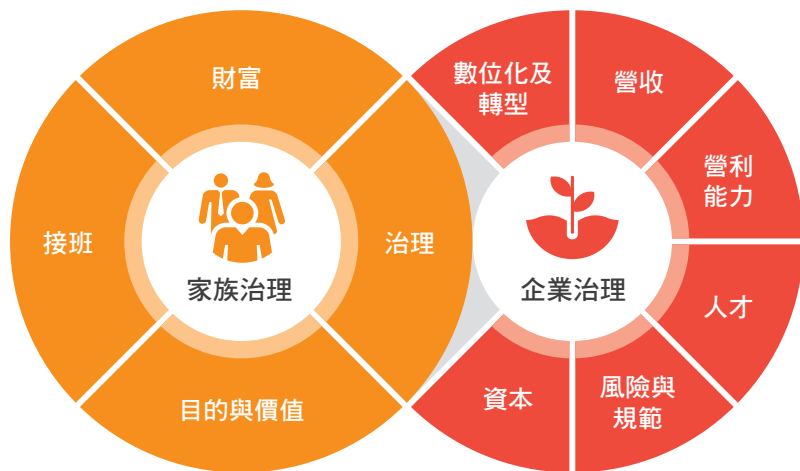 財富
接班
治理
目的與價值
家族治理
數位化及
轉型
營收
營利
能力
人才
風險與
規範
資本
企業治理